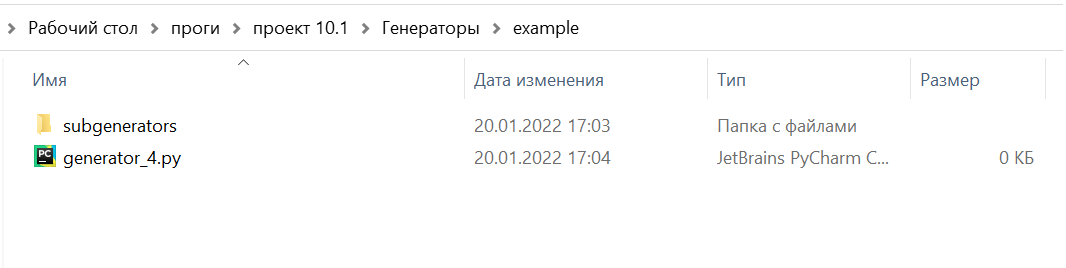 Рабочий стол > проги > проект 10.1 > Генераторы > example
Имя Дата изменения Тип Размер
subgenerators 20.01.2022 17:03 Папка с файлами
PC generator_4.py 20.01.2022 17:04 JetBrains PyCharm C... 0 КБ